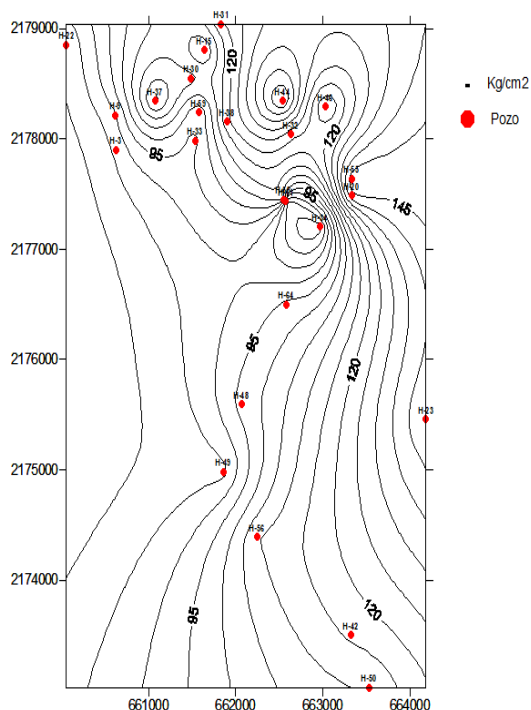 2179000
2178000
2177000
2176000
2175000
2174000
661000
662000
663000
664000
H-31
H-22
H-15
120
H-30
H-37
H-44
H-40
H-9
H-53
H-38
H-32
120
H-3
95
H-33
H-55
95
H-20
145
H-64
95
120
H-48
H-23
H-49
H-56
95
H-42
120
H-50
Kg/cm2
Pozo